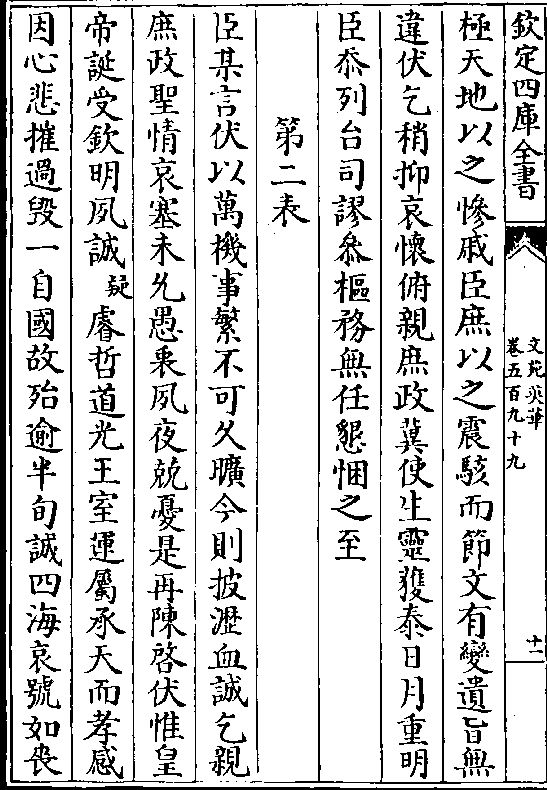 欽定四庫全書
文苑英華
卷五百九十九
十一
極天地以之慘戚臣庶以之震駭而節文有變遺旨無
違伏乞稍抑哀懷俯親庶政冀使生靈獲泰日月重明
臣忝列台司謬叅樞務無任懇悃之至
第二表
臣某言伏以萬機事繁不可久曠今則披瀝血誠乞親
庶政聖情哀塞未允愚衷夙夜兢憂是再陳啓伏惟皇
帝誕受欽明夙誠疑睿哲道光王室運屬承天而孝感
因心悲摧過毁一自國故殆逾半旬誠四海哀號如喪